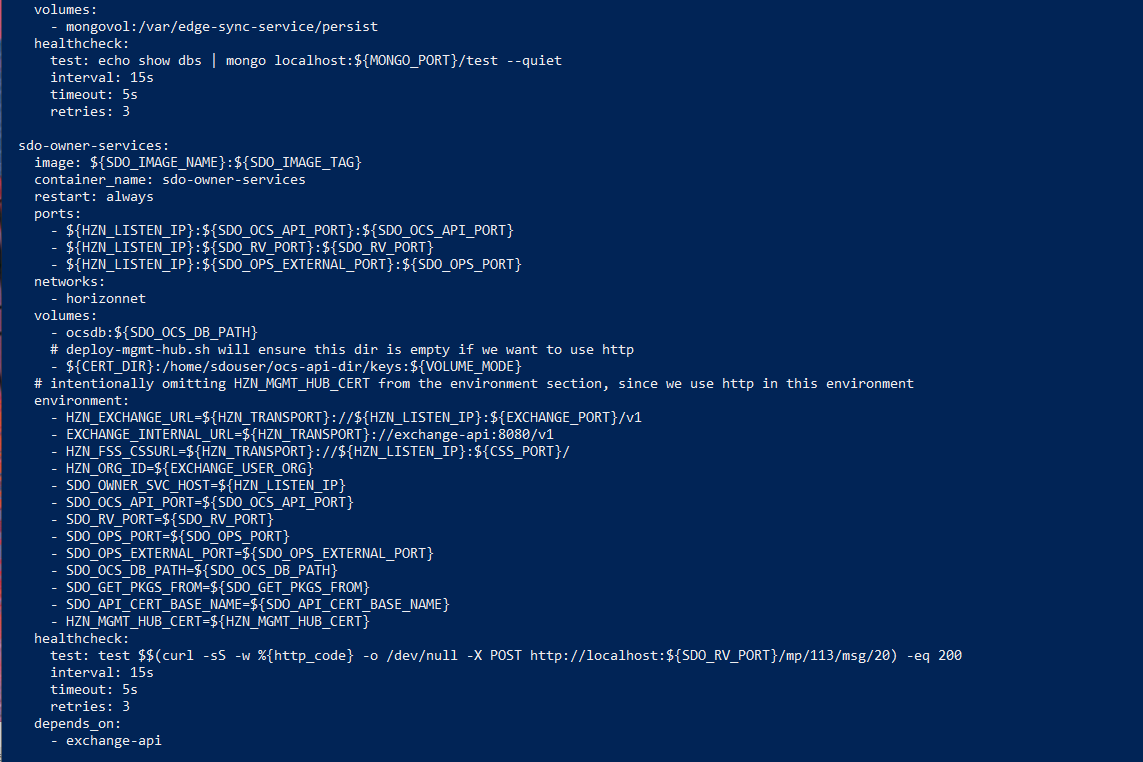 volumes:
- mongovol:/var/edge-sync-service/persist
healthcheck:
test: echo show dbs | mongo localhost:${MONGO_PORT}/test --quiet
interval: 15s
timeout: 5s
retries: 3
sdo-owner-services:
image: ${SDO_IMAGE_NAME}:${SDO_IMAGE_TAG}
container_name: sdo-owner-services
restart: always
ports:
- ${HZN_LISTEN_IP}:${SDO_OCS_API_PORT}:${SDO_OCS_API_PORT}
- ${HZN_LISTEN_IP}:${SDO_RV_PORT}:${SDO_RV_PORT}
- ${HZN_LISTEN_IP}:${SDO_OPS_EXTERNAL_PORT}:${SDO_OPS_PORT}
networks:
- horizonnet
volumes:
- ocsdb:${SDO_OCS_DB_PATH}
# deploy-mgmt-hub.sh will ensure this dir is empty if we want to use http
- ${CERT_DIR}:/home/sdouser/ocs-api-dir/keys:${VOLUME_MODE}
# intentionally omitting HZN_MGMT_HUB_CERT from the environment section, since we use http in this environment
environment:
- HZN_EXCHANGE_URL=${HZN_TRANSPORT}://${HZN_LISTEN_IP}:${EXCHANGE_PORT}/v1
- EXCHANGE_INTERNAL_URL=${HZN_TRANSPORT}://exchange-api:8080/v1
- HZN_FSS_CSSURL=${HZN_TRANSPORT}://${HZN_LISTEN_IP}:${CSS_PORT}/
- HZN_ORG_ID=${EXCHANGE_USER_ORG}
- SDO_OWNER_SVC_HOST=${HZN_LISTEN_IP}
- SDO_OCS_API_PORT=${SDO_OCS_API_PORT}
- SDO_RV_PORT=${SDO_RV_PORT}
- SDO_OPS_PORT=${SDO_OPS_PORT}
- SDO_OPS_EXTERNAL_PORT=${SDO_OPS_EXTERNAL_PORT}
- SDO_OCS_DB_PATH=${SDO_OCS_DB_PATH}
- SDO_GET_PKGS_FROM=${SDO_GET_PKGS_FROM}
- SDO_API_CERT_BASE_NAME=${SDO_API_CERT_BASE_NAME}
- HZN_MGMT_HUB_CERT=${HZN_MGMT_HUB_CERT}
healthcheck:
test: test $$(curl -sS -w %{http_code} -o /dev/null -X POST http://localhost:${SDO_RV_PORT}/mp/113/msg/20) -eq 200
interval: 15s
timeout: 5s
retries: 3
depends_on:
- exchange-api